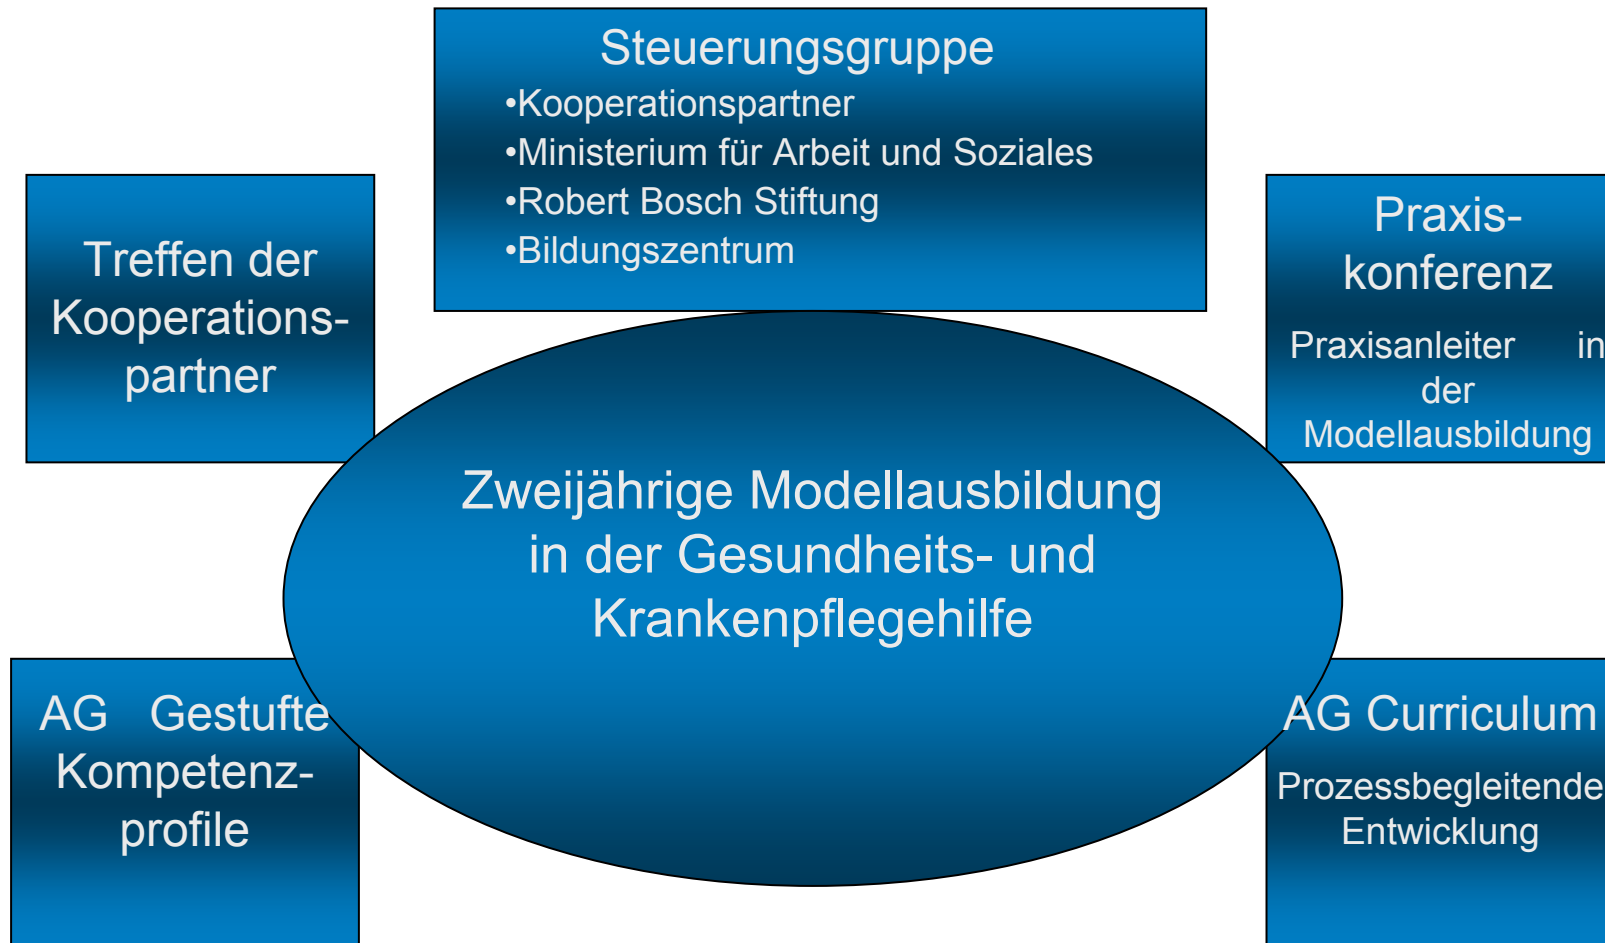 Steuerungsgruppe
•Kooperationspartner
•Ministerium für Arbeit und Soziales
•Robert Bosch Stiftung
•Bildungszentrum
Treffen der
Kooperations-
partner
Praxis-
konferenz
Praxisanleiter in
der
Modellausbildung
Zweijährige Modellausbildung
in der Gesundheits- und
Krankenpflegehilfe
AG Gestufte
Kompetenz-
profile
AG Curriculum
Prozessbegleitende
Entwicklung